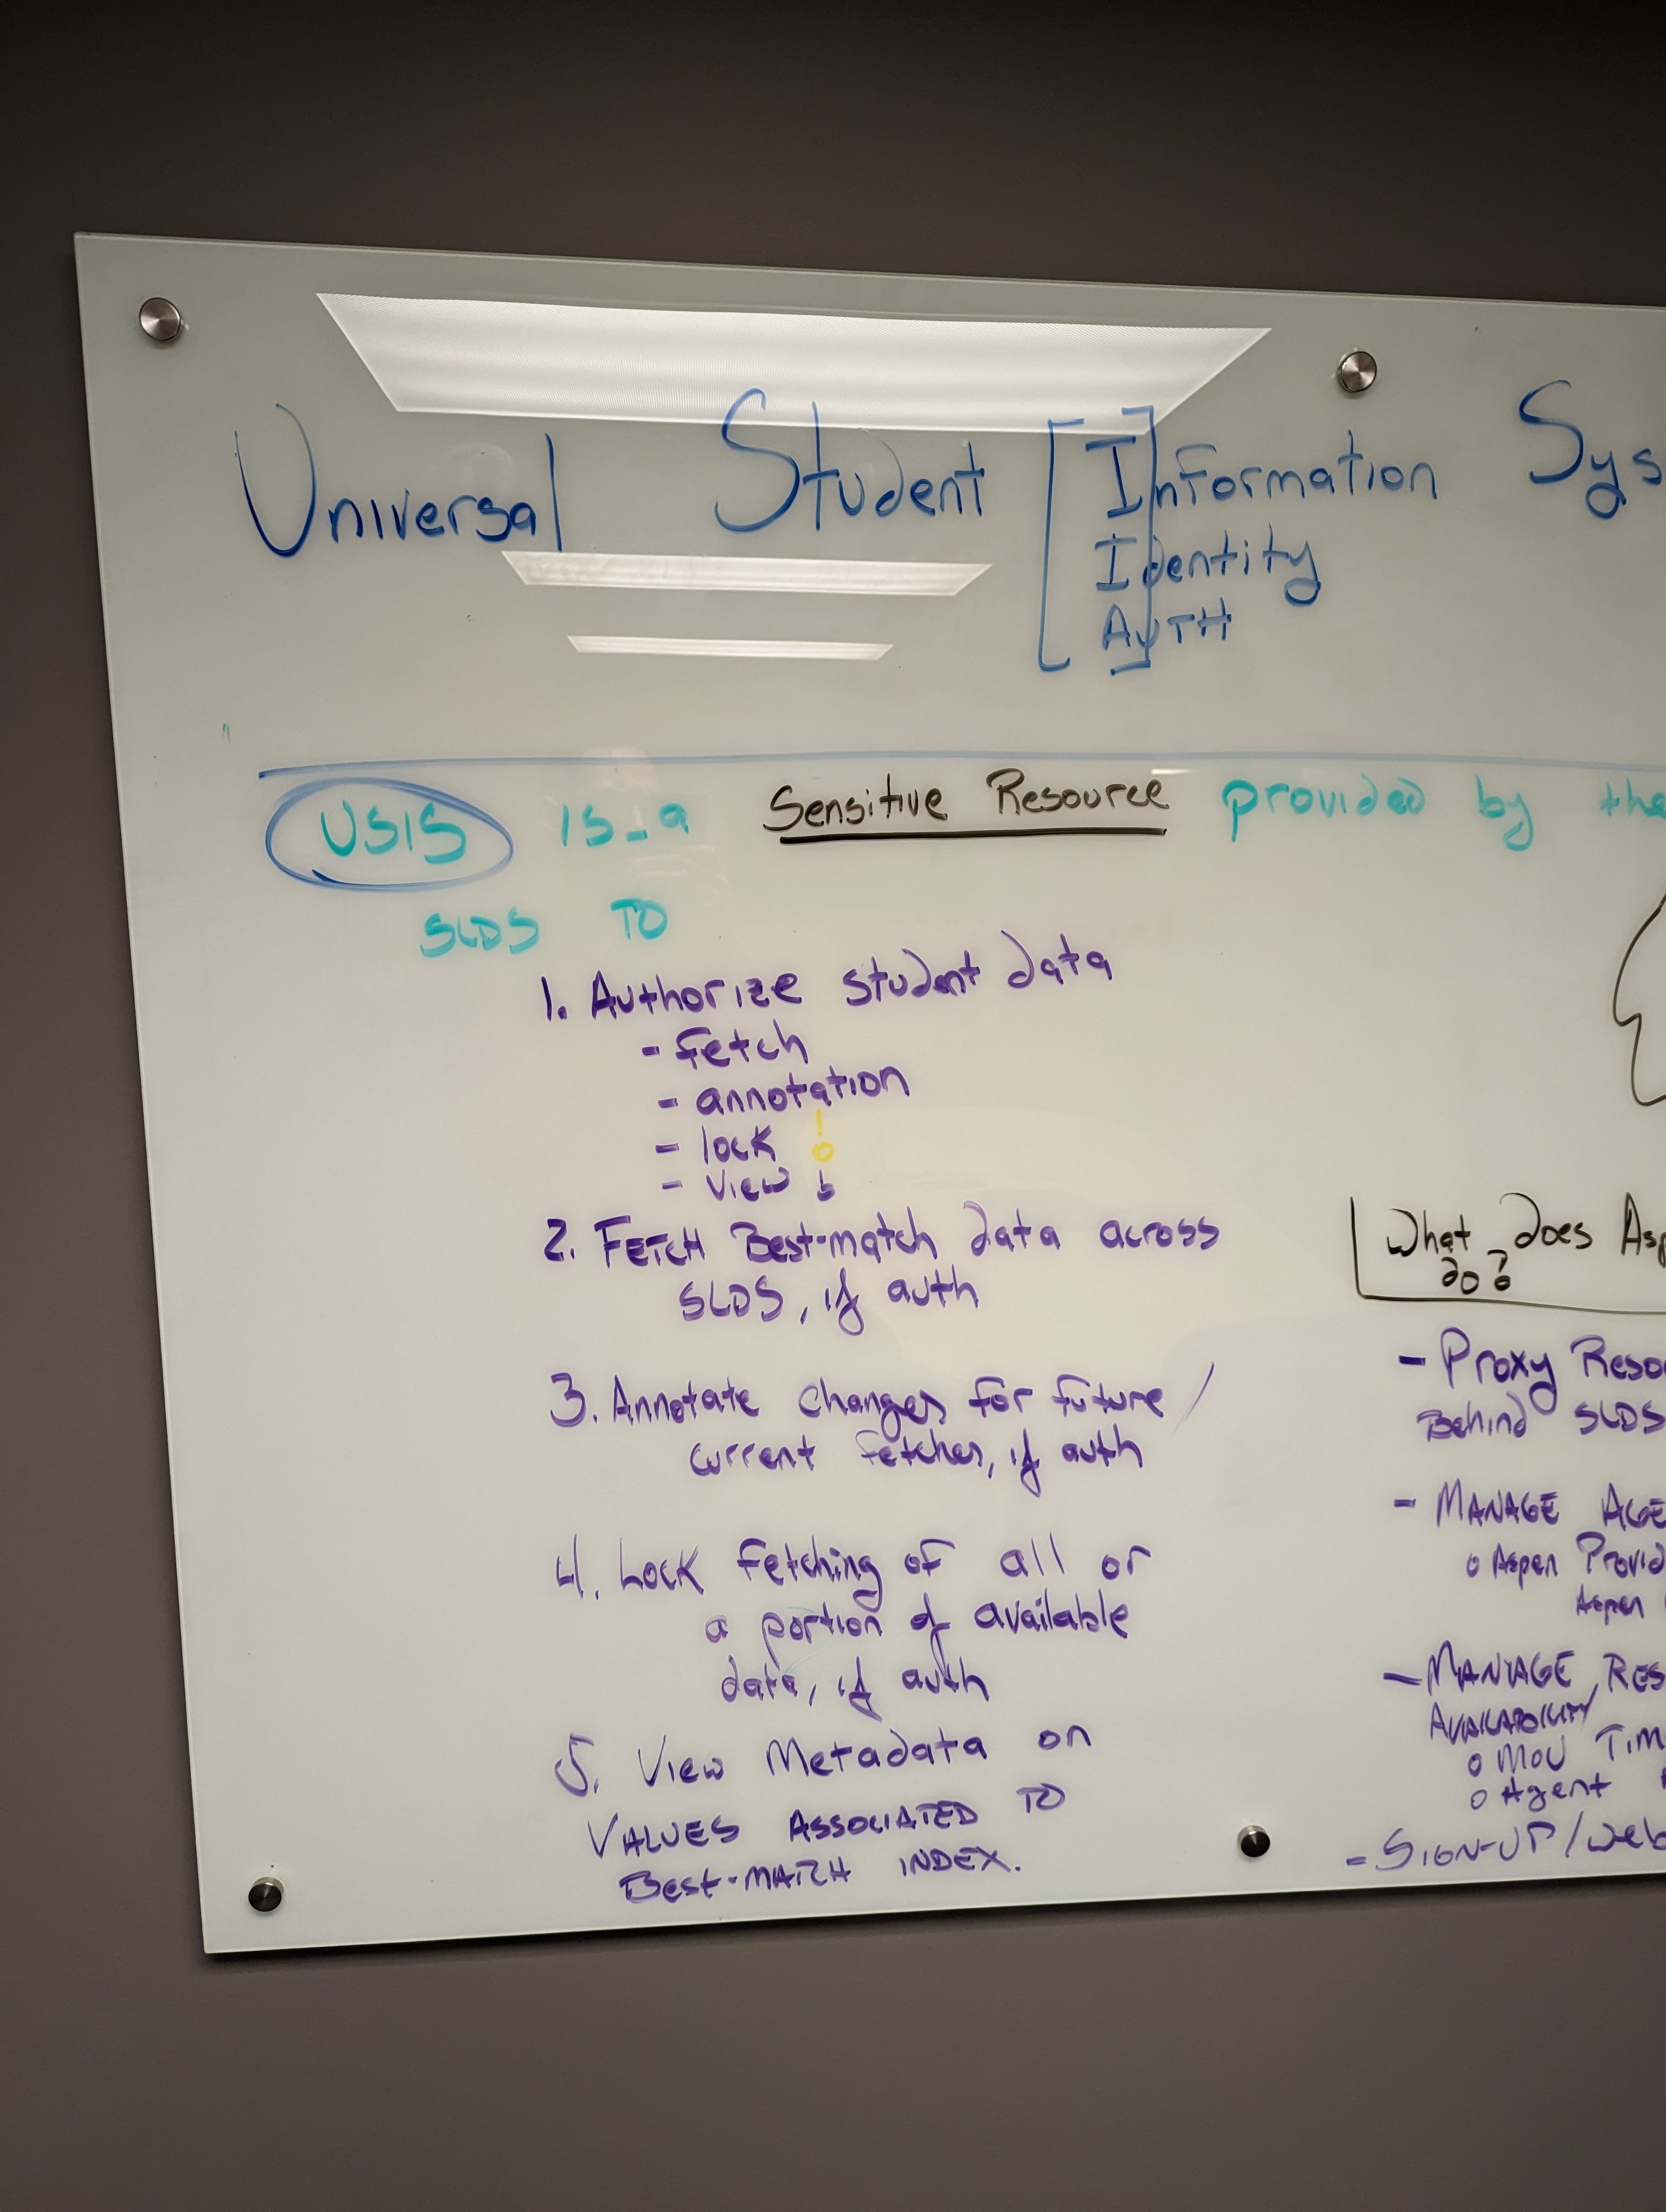 Universal Student [Information Sys
Identity
AUTH]
USIS is_a Sensitive Resource provided by the
SLDS TO
1. Authorize student data
- Fetch
- annotation
- lock !
- view
2. FETCH Best-match data across
SLDS, if auth
3. Annotate changes for future/
current fetches, if auth
4. Lock Fetching of all or
a portion of available
data, if auth
5. View Metadata on
VALUES ASSOCIATED TO
BEST-MATCH INDEX.
What does Asp
do?
- Proxy Reso
Behind SLDS
- MANAGE AGE
o Aspen Provid
Aspen
- MANAGE RES
AVAILABILITY
o MOU TIM
o Agent
- SIGN-UP/Web